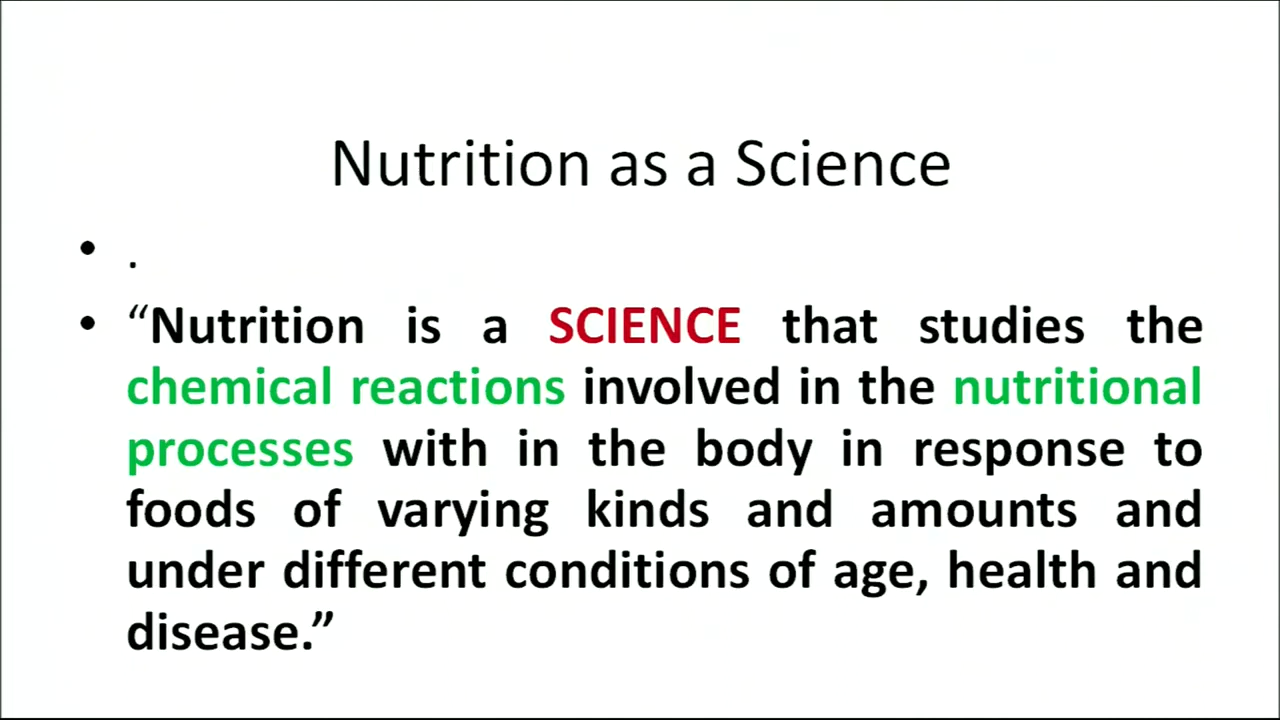 Nutrition as a Science
• .
• “Nutrition is a SCIENCE that studies the
chemical reactions involved in the nutritional
processes with in the body in response to
foods of varying kinds and amounts and
under different conditions of age, health and
disease.”